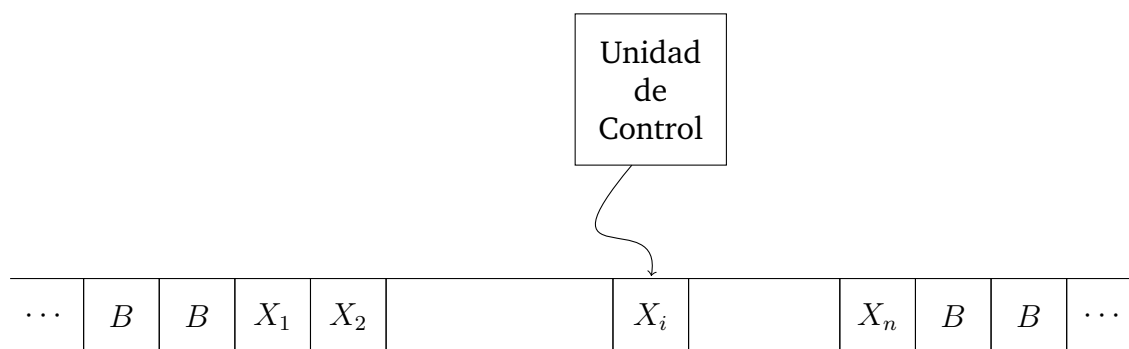 Unidad
de
Control
⋯ B B X₁ X₂ Xᵢ Xₙ B B ⋯